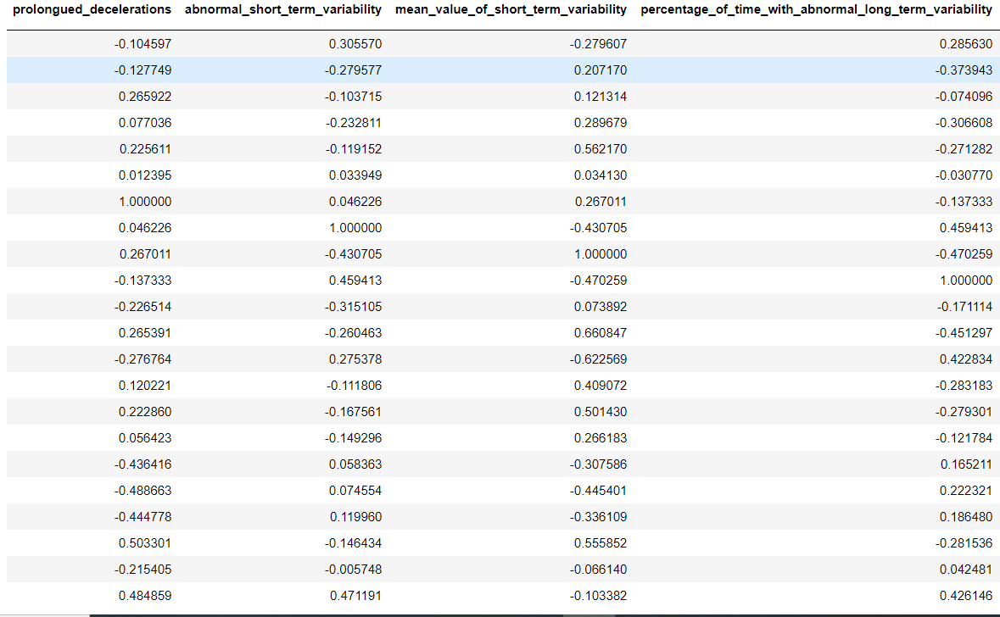 prolongued_decelerations abnormal_short_term_variability mean_value_of_short_term_variability percentage_of_time_with_abnormal_long_term_variability
-0.104597 0.305570 -0.279607 0.285630
-0.127749 -0.279577 0.207170 -0.373943
0.265922 -0.103715 0.121314 -0.074096
0.077036 -0.232811 0.289679 -0.306608
0.225611 -0.119152 0.562170 -0.271282
0.012395 0.033949 0.034130 -0.030770
1.000000 0.046226 0.267011 -0.137333
0.046226 1.000000 -0.430705 0.459413
0.267011 -0.430705 1.000000 -0.470259
-0.137333 0.459413 -0.470259 1.000000
-0.226514 -0.315105 0.073892 -0.171114
0.265391 -0.260463 0.660847 -0.451297
-0.276764 0.275378 -0.622569 0.422834
0.120221 -0.111806 0.409072 -0.283183
0.222860 -0.167561 0.501430 -0.279301
0.056423 -0.149296 0.266183 -0.121784
-0.436416 0.058363 -0.307586 0.165211
-0.488663 0.074554 -0.445401 0.222321
-0.444778 0.119960 -0.336109 0.186480
0.503301 -0.146434 0.555852 -0.281536
-0.215405 -0.005748 -0.066140 0.042481
0.484859 0.471191 -0.103382 0.426146